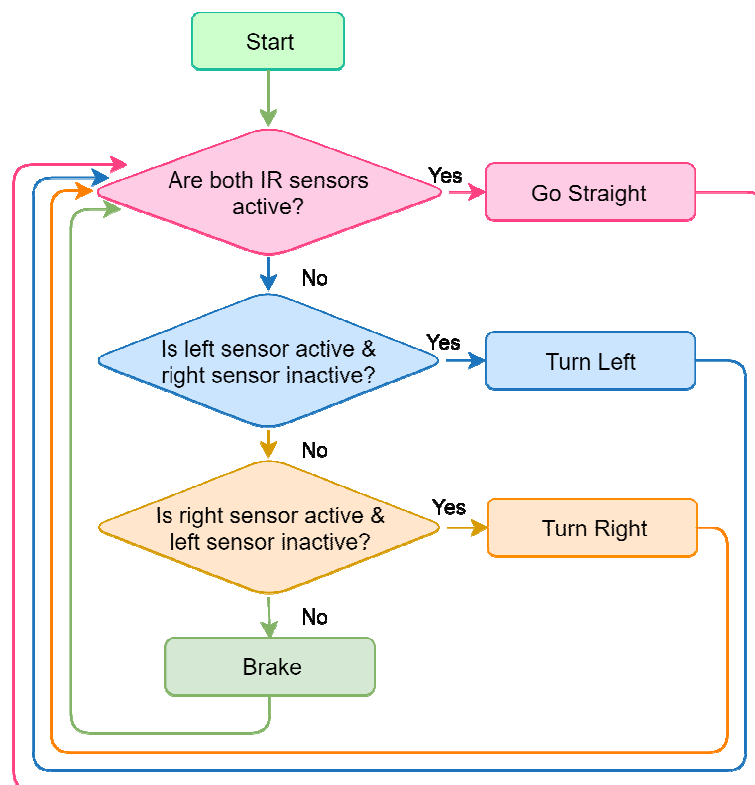 Start
Are both IR sensors
active?
Yes
Go Straight
No
Is left sensor active &
right sensor inactive?
Yes
Turn Left
No
Is right sensor active &
left sensor inactive?
Yes
Turn Right
No
Brake